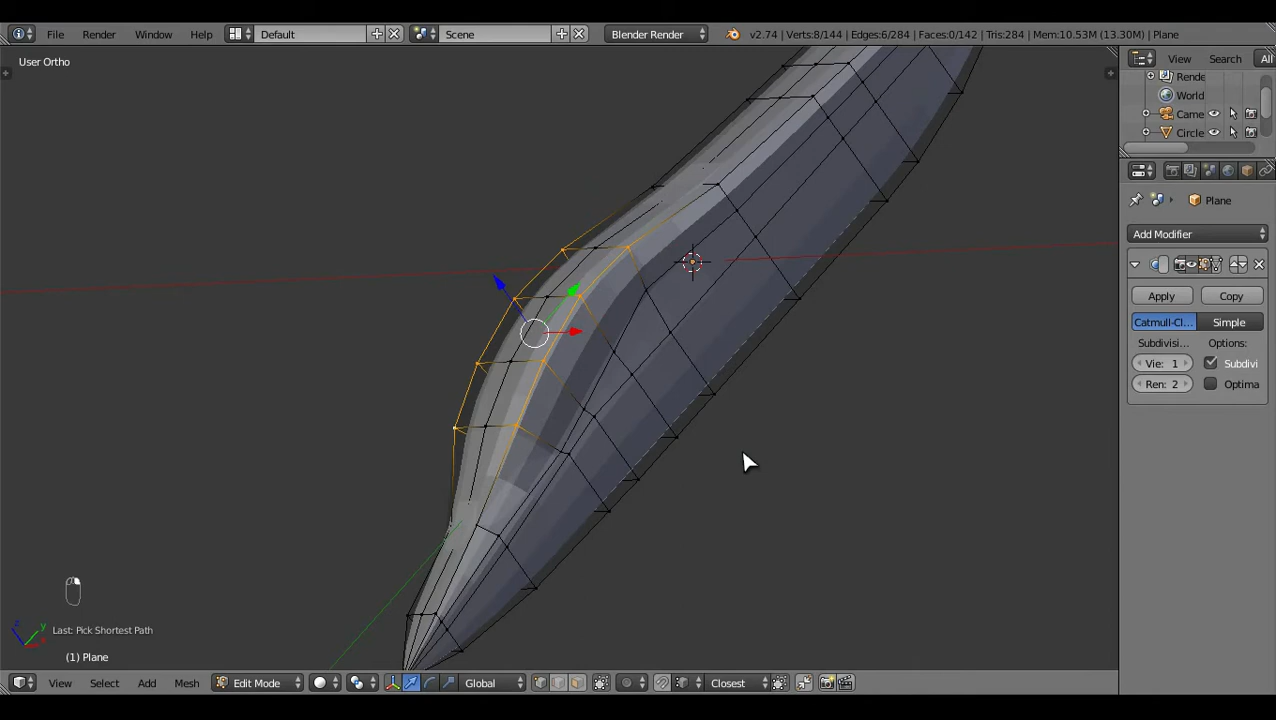 File Render Window Help Default Scene Blender Render v2.74 | Verts:8/144 | Edges:6/284 | Faces:0/142 | Tris:284 | Mem:10.53M (13.30M) | Plane
User Ortho
View Search All
Rende
World
Came
Circle
Plane
Add Modifier
Apply Copy
Catmull-Cl... Simple
Subdivisi... Options:
Vie: 1 Subdivi
Ren: 2 Optima
Last: Pick Shortest Path
(1) Plane
View Select Add Mesh Edit Mode Global Closest